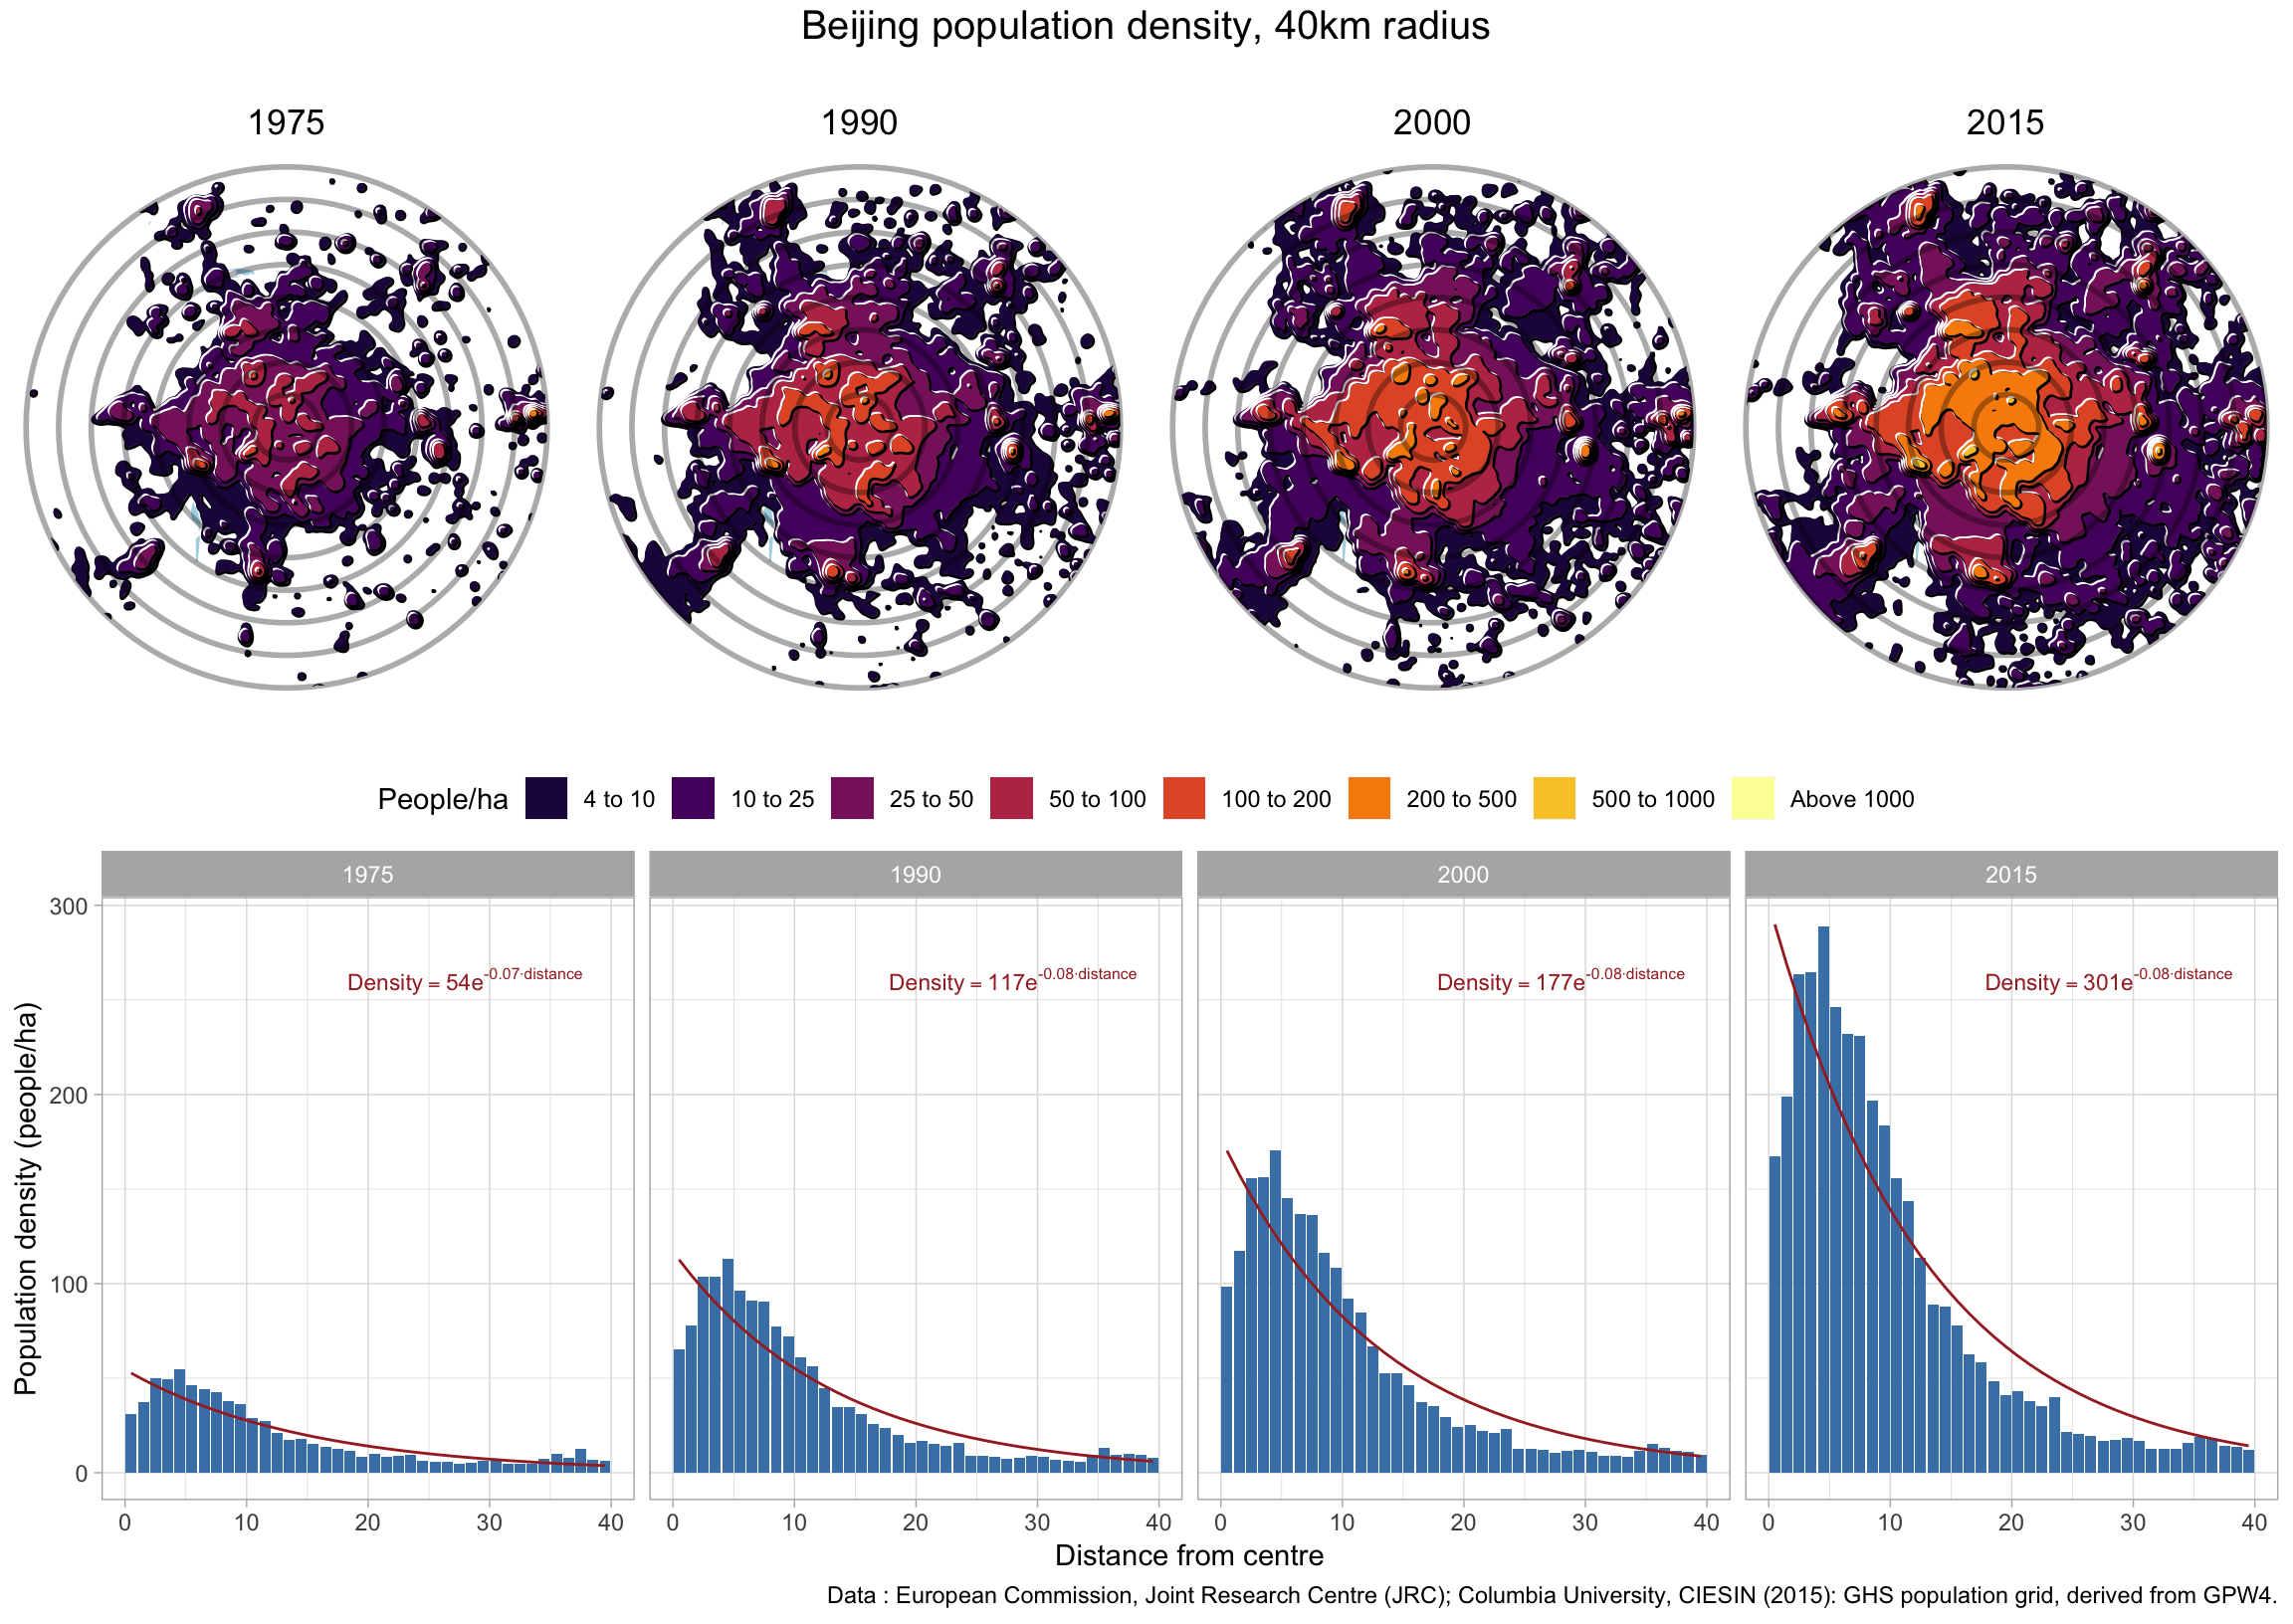 Beijing population density, 40km radius
1975 1990 2000 2015
People/ha 4 to 10 10 to 25 25 to 50 50 to 100 100 to 200 200 to 500 500 to 1000 Above 1000
1975 1990 2000 2015
Density = 54e^-0.07·distance Density = 117e^-0.08·distance Density = 177e^-0.08·distance Density = 301e^-0.08·distance
Population density (people/ha)
300
200
100
0
0 10 20 30 40 0 10 20 30 40 0 10 20 30 40 0 10 20 30 40
Distance from centre
Data : European Commission, Joint Research Centre (JRC); Columbia University, CIESIN (2015): GHS population grid, derived from GPW4.